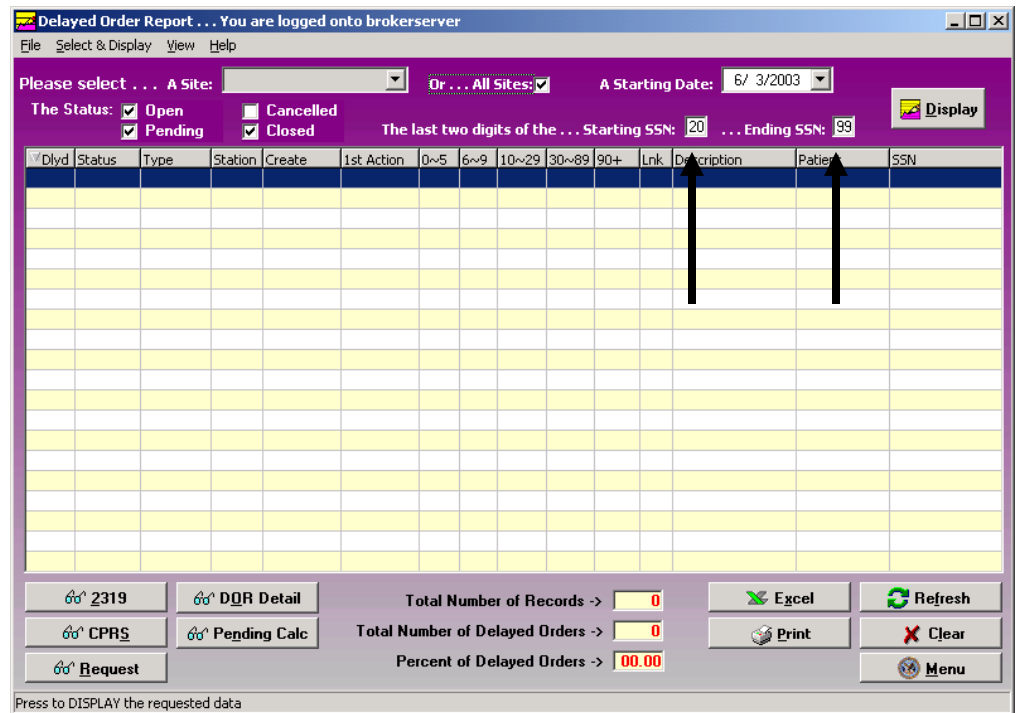 Delayed Order Report . . . You are logged onto brokerserver
File Select & Display View Help
Please select . . . A Site: Or . . . All Sites: A Starting Date: 6/ 3/2003
The Status: Open Cancelled
Display
Pending Closed The last two digits of the . . . Starting SSN: 20 . . . Ending SSN: 99
Dlyd Status Type Station Create 1st Action 0~5 6~9 10~29 30~89 90+ Lnk Description Patient SSN
2319 DOR Detail Total Number of Records -> 0 Excel Refresh
CPRS Pending Calc Total Number of Delayed Orders -> 0 Print Clear
Request Percent of Delayed Orders -> 00.00 Menu
Press to DISPLAY the requested data